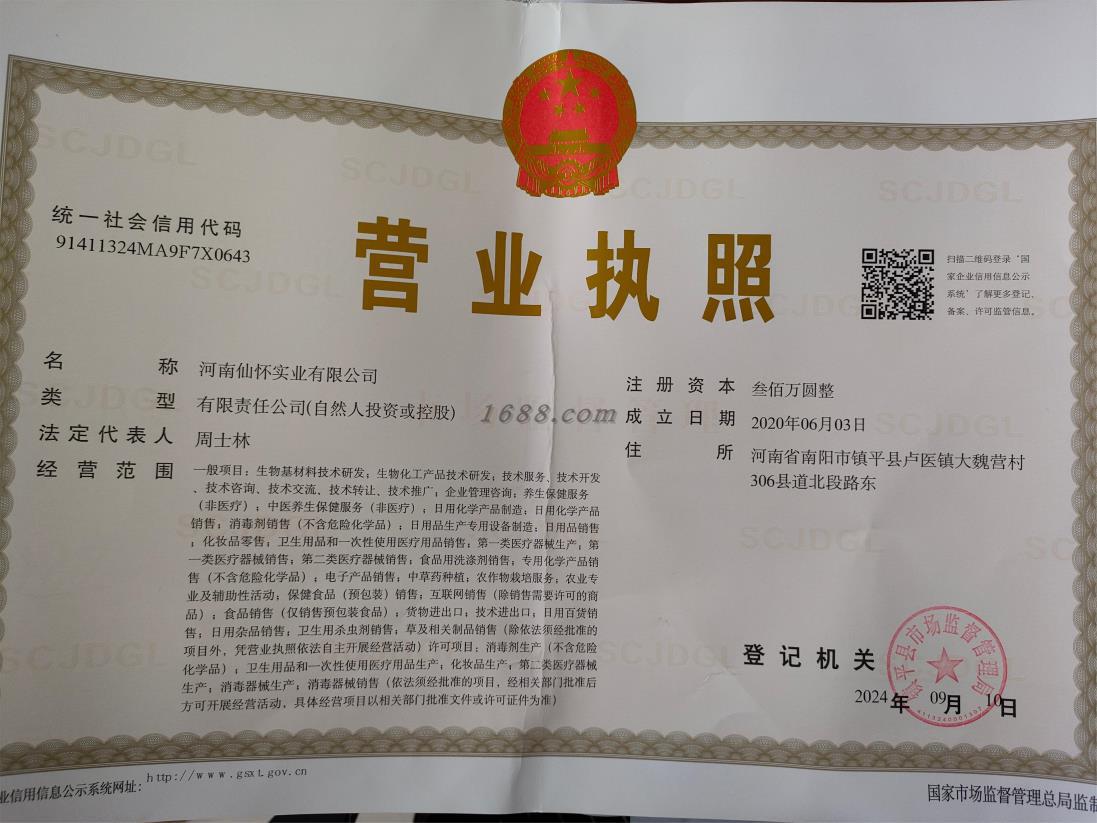 统一社会信用代码
91411324MA9F7X0643
营业执照
扫描二维码登录‘国
家企业信用信息公示
系统’了解更多登记、
备案、许可监管信息。
名称 河南仙怀实业有限公司
类型 有限责任公司(自然人投资或控股)
法定代表人 周士林
经营范围 一般项目：生物基材料技术研发；生物化工产品技术研发；技术服务、技术开发
、技术咨询、技术交流、技术转让、技术推广；企业管理咨询；养生保健服务
（非医疗）；中医养生保健服务（非医疗）；日用化学产品制造；日用化学产品
销售；消毒剂销售（不含危险化学品）；日用品生产专用设备制造；日用品销售
；化妆品零售；卫生用品和一次性使用医疗用品销售；第一类医疗器械生产；第
一类医疗器械销售；第二类医疗器械销售；食品用洗涤剂销售；专用化学产品销
售（不含危险化学品）；电子产品销售；中草药种植；农作物栽培服务；农业专
业及辅助性活动；保健食品（预包装）销售；互联网销售（除销售需要许可的商
品）；食品销售（仅销售预包装食品）；货物进出口；技术进出口；日用百货销
售；日用杂品销售；卫生用杀虫剂销售；草及相关制品销售（除依法须经批准的
项目外，凭营业执照依法自主开展经营活动）许可项目：消毒剂生产（不含危险
化学品）；卫生用品和一次性使用医疗用品生产；化妆品生产；第二类医疗器械
生产；消毒器械生产；消毒器械销售（依法须经批准的项目，经相关部门批准后
方可开展经营活动，具体经营项目以相关部门批准文件或许可证件为准）
注册资本 叁佰万圆整
成立日期 2020年06月03日
住所 河南省南阳市镇平县卢医镇大魏营村
306县道北段路东
1688.com
登记机关
镇平县市场监督管理局
2024年09月10日
业信用信息公示系统网址：http://www.gsxt.gov.cn
国家市场监督管理总局监制
SCJDGL
SCJDGL
SCJDGL
SCJDGL